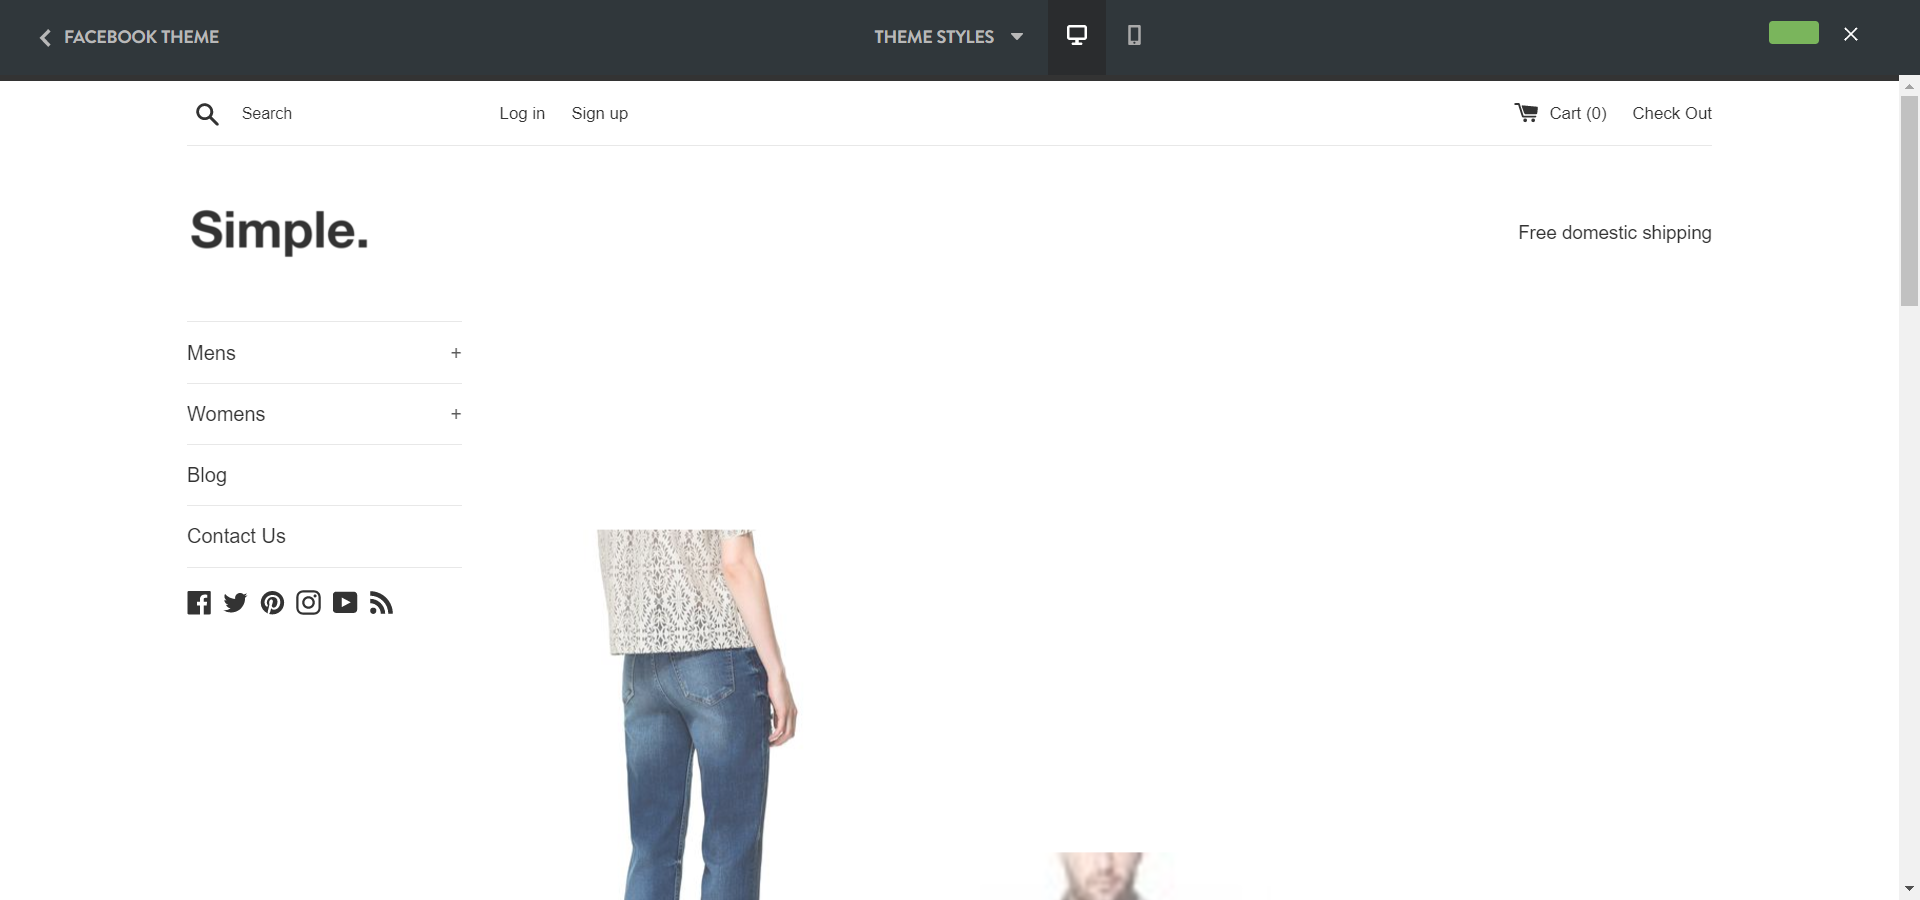 FACEBOOK THEME
THEME STYLES
Search
Log in
Sign up
Cart (0)
Check Out
Simple.
Free domestic shipping
Mens +
Womens +
Blog
Contact Us